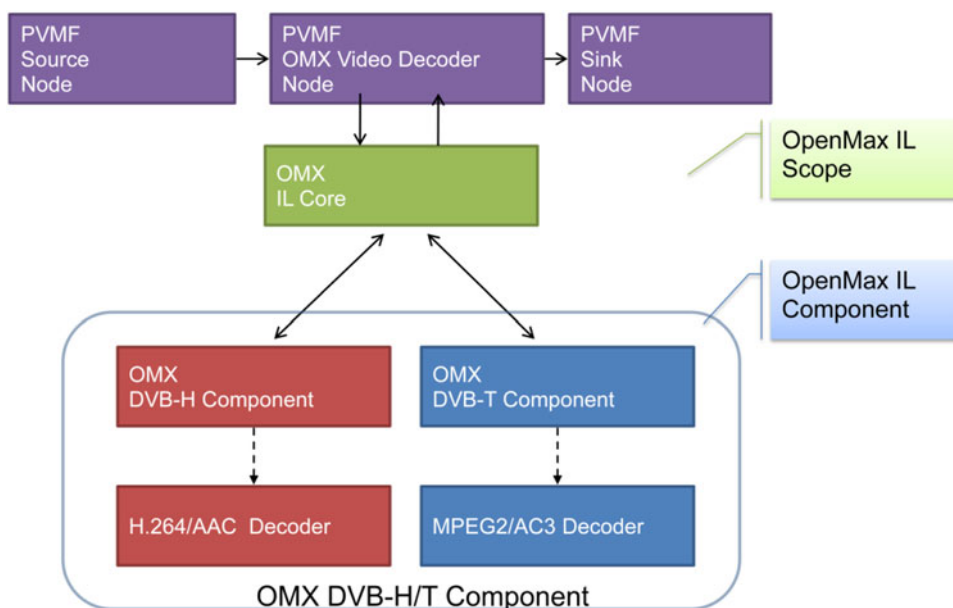 PVMF
Source
Node
PVMF
OMX Video Decoder
Node
PVMF
Sink
Node
OMX
IL Core
OpenMax IL
Scope
OpenMax IL
Component
OMX
DVB-H Component
OMX
DVB-T Component
H.264/AAC Decoder
MPEG2/AC3 Decoder
OMX DVB-H/T Component